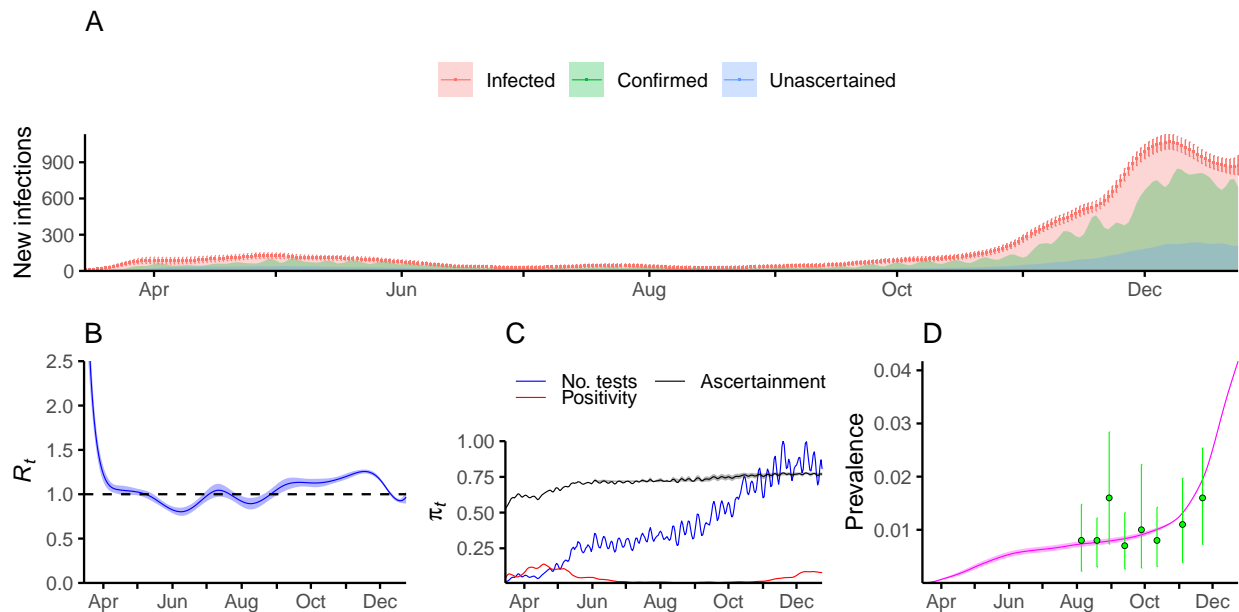 A
Infected Confirmed Unascertained
New infections
900
600
300
0
Apr Jun Aug Oct Dec
B
R_t
2.5
2.0
1.5
1.0
0.5
0.0
Apr Jun Aug Oct Dec
C
No. tests Ascertainment
Positivity
π_t
1.00
0.75
0.50
0.25
Apr Jun Aug Oct Dec
D
Prevalence
0.04
0.03
0.02
0.01
Apr Jun Aug Oct Dec